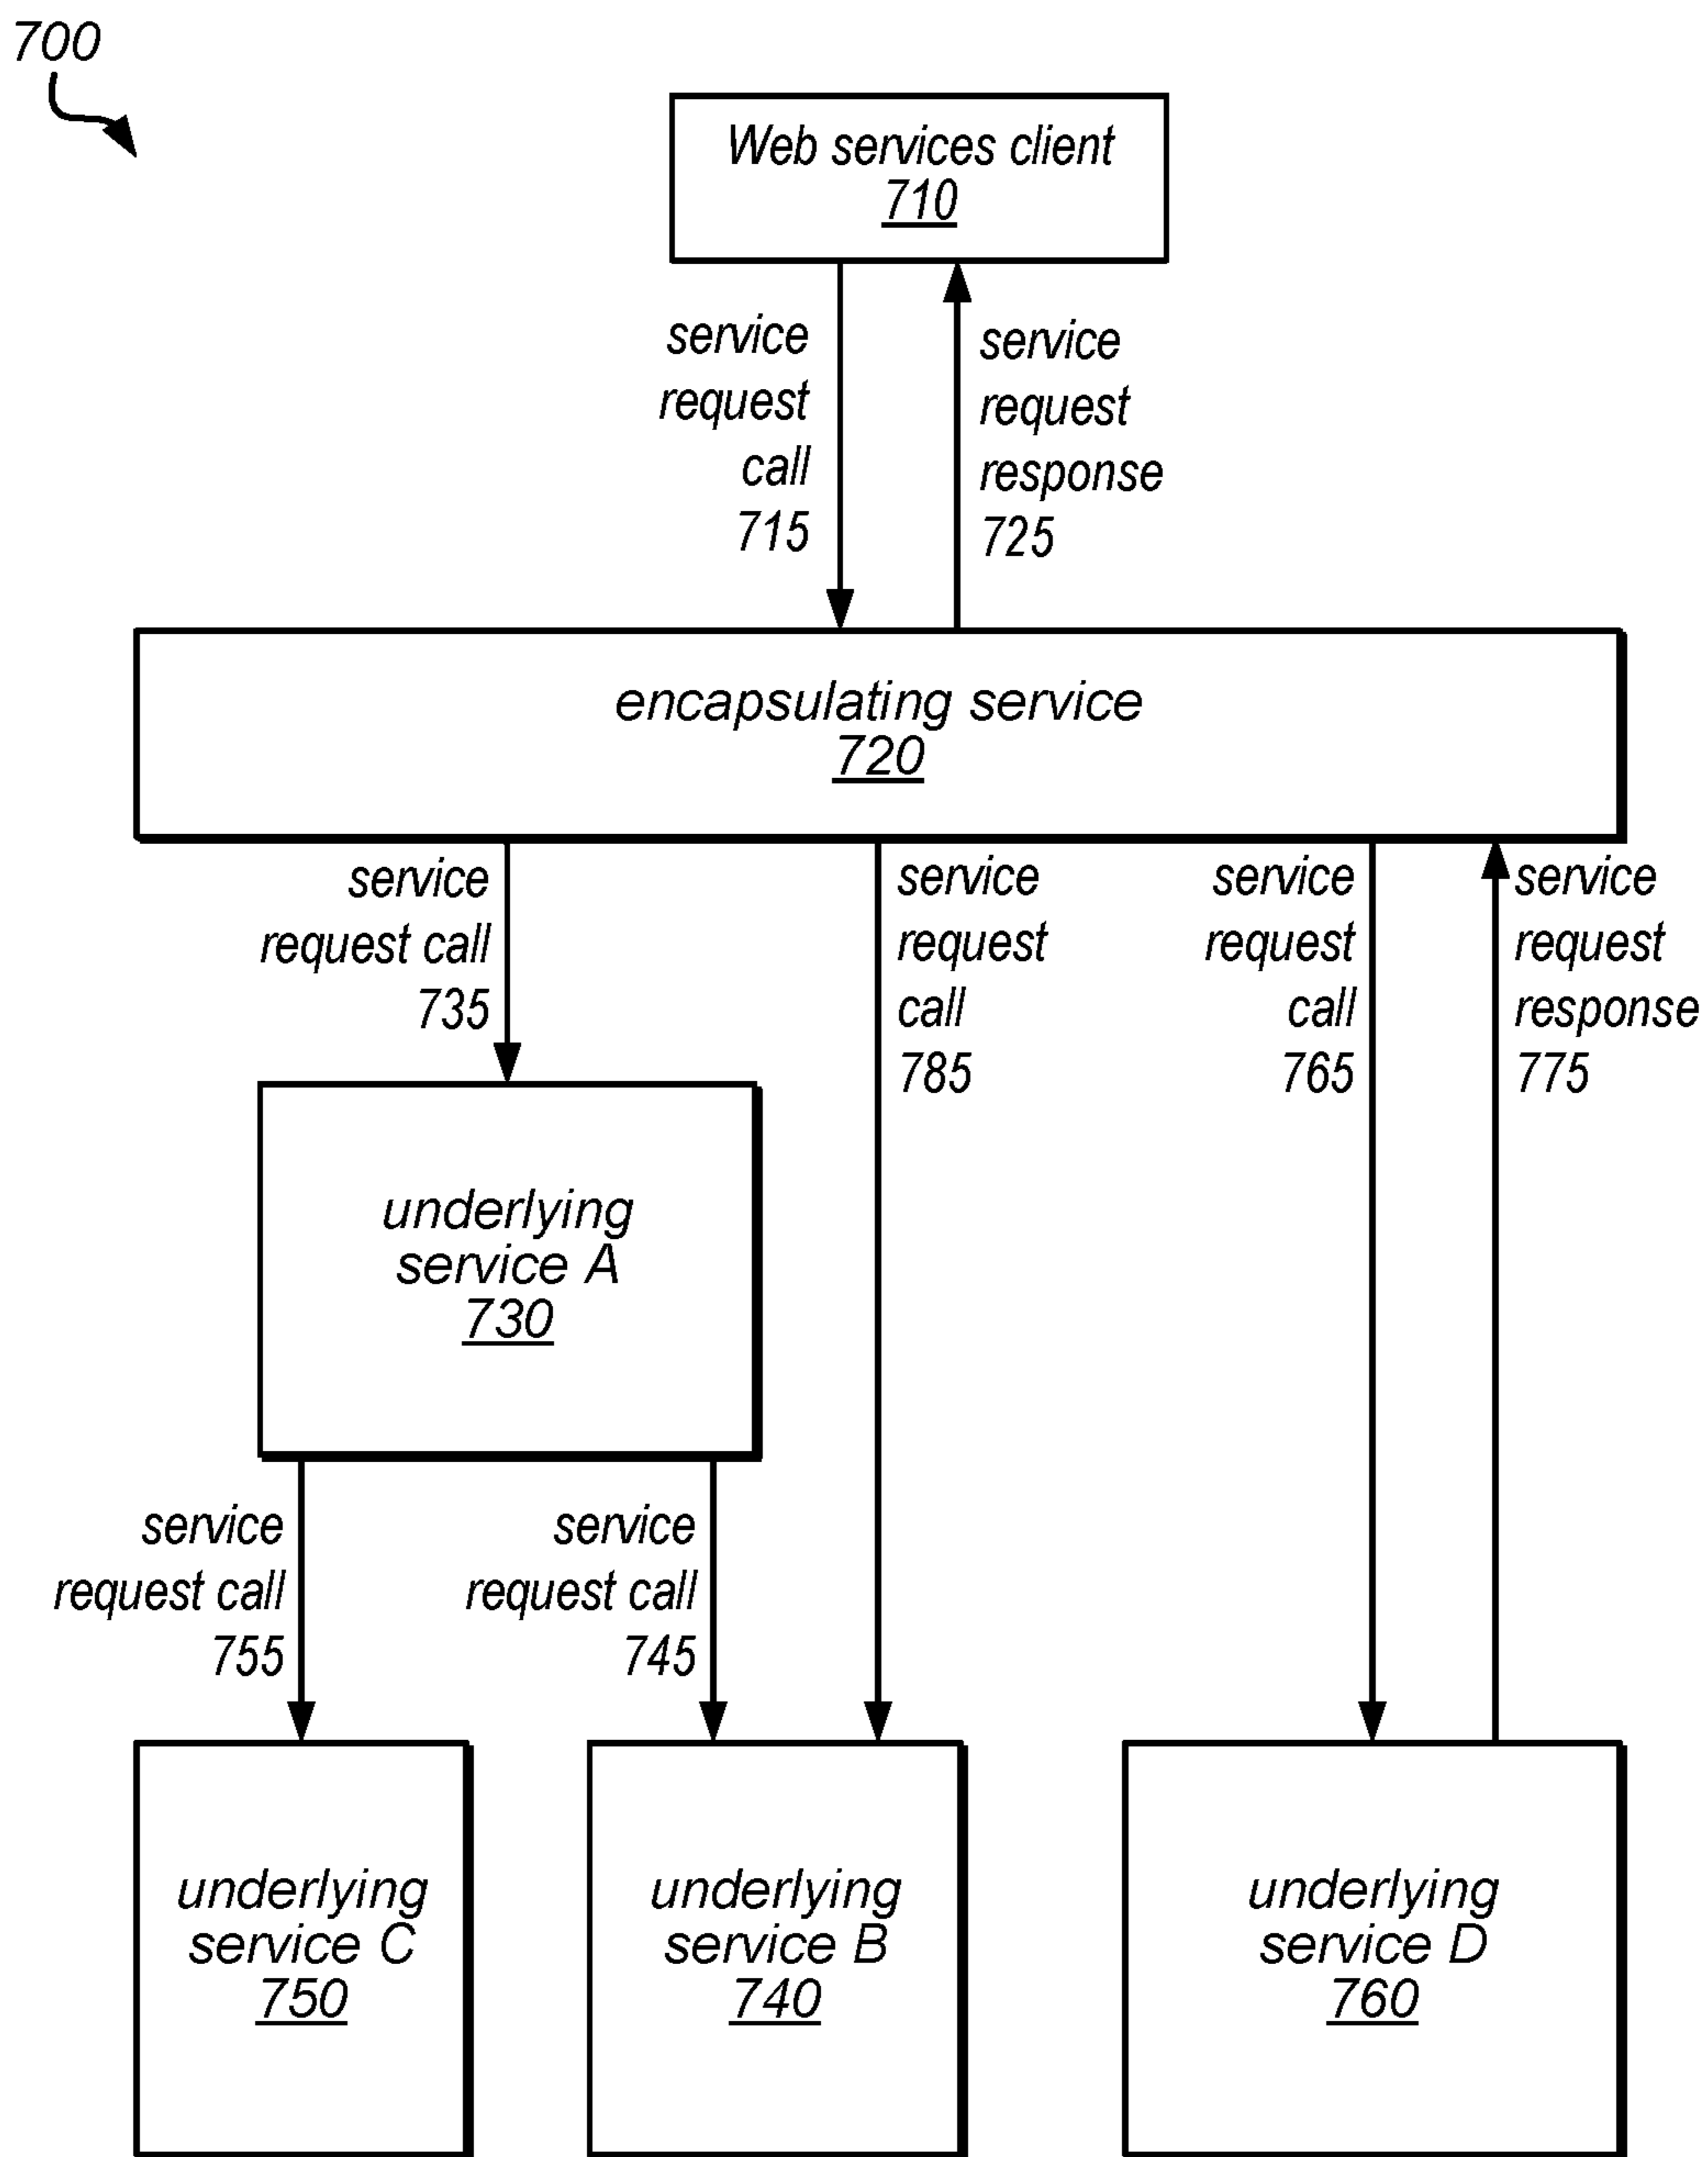 700
Web services client
710
service
request
call
715
service
request
response
725
encapsulating service
720
service
request call
735
service
request
call
785
service
request
call
765
service
request
response
775
underlying
service A
730
service
request call
755
service
request call
745
underlying
service C
750
underlying
service B
740
underlying
service D
760